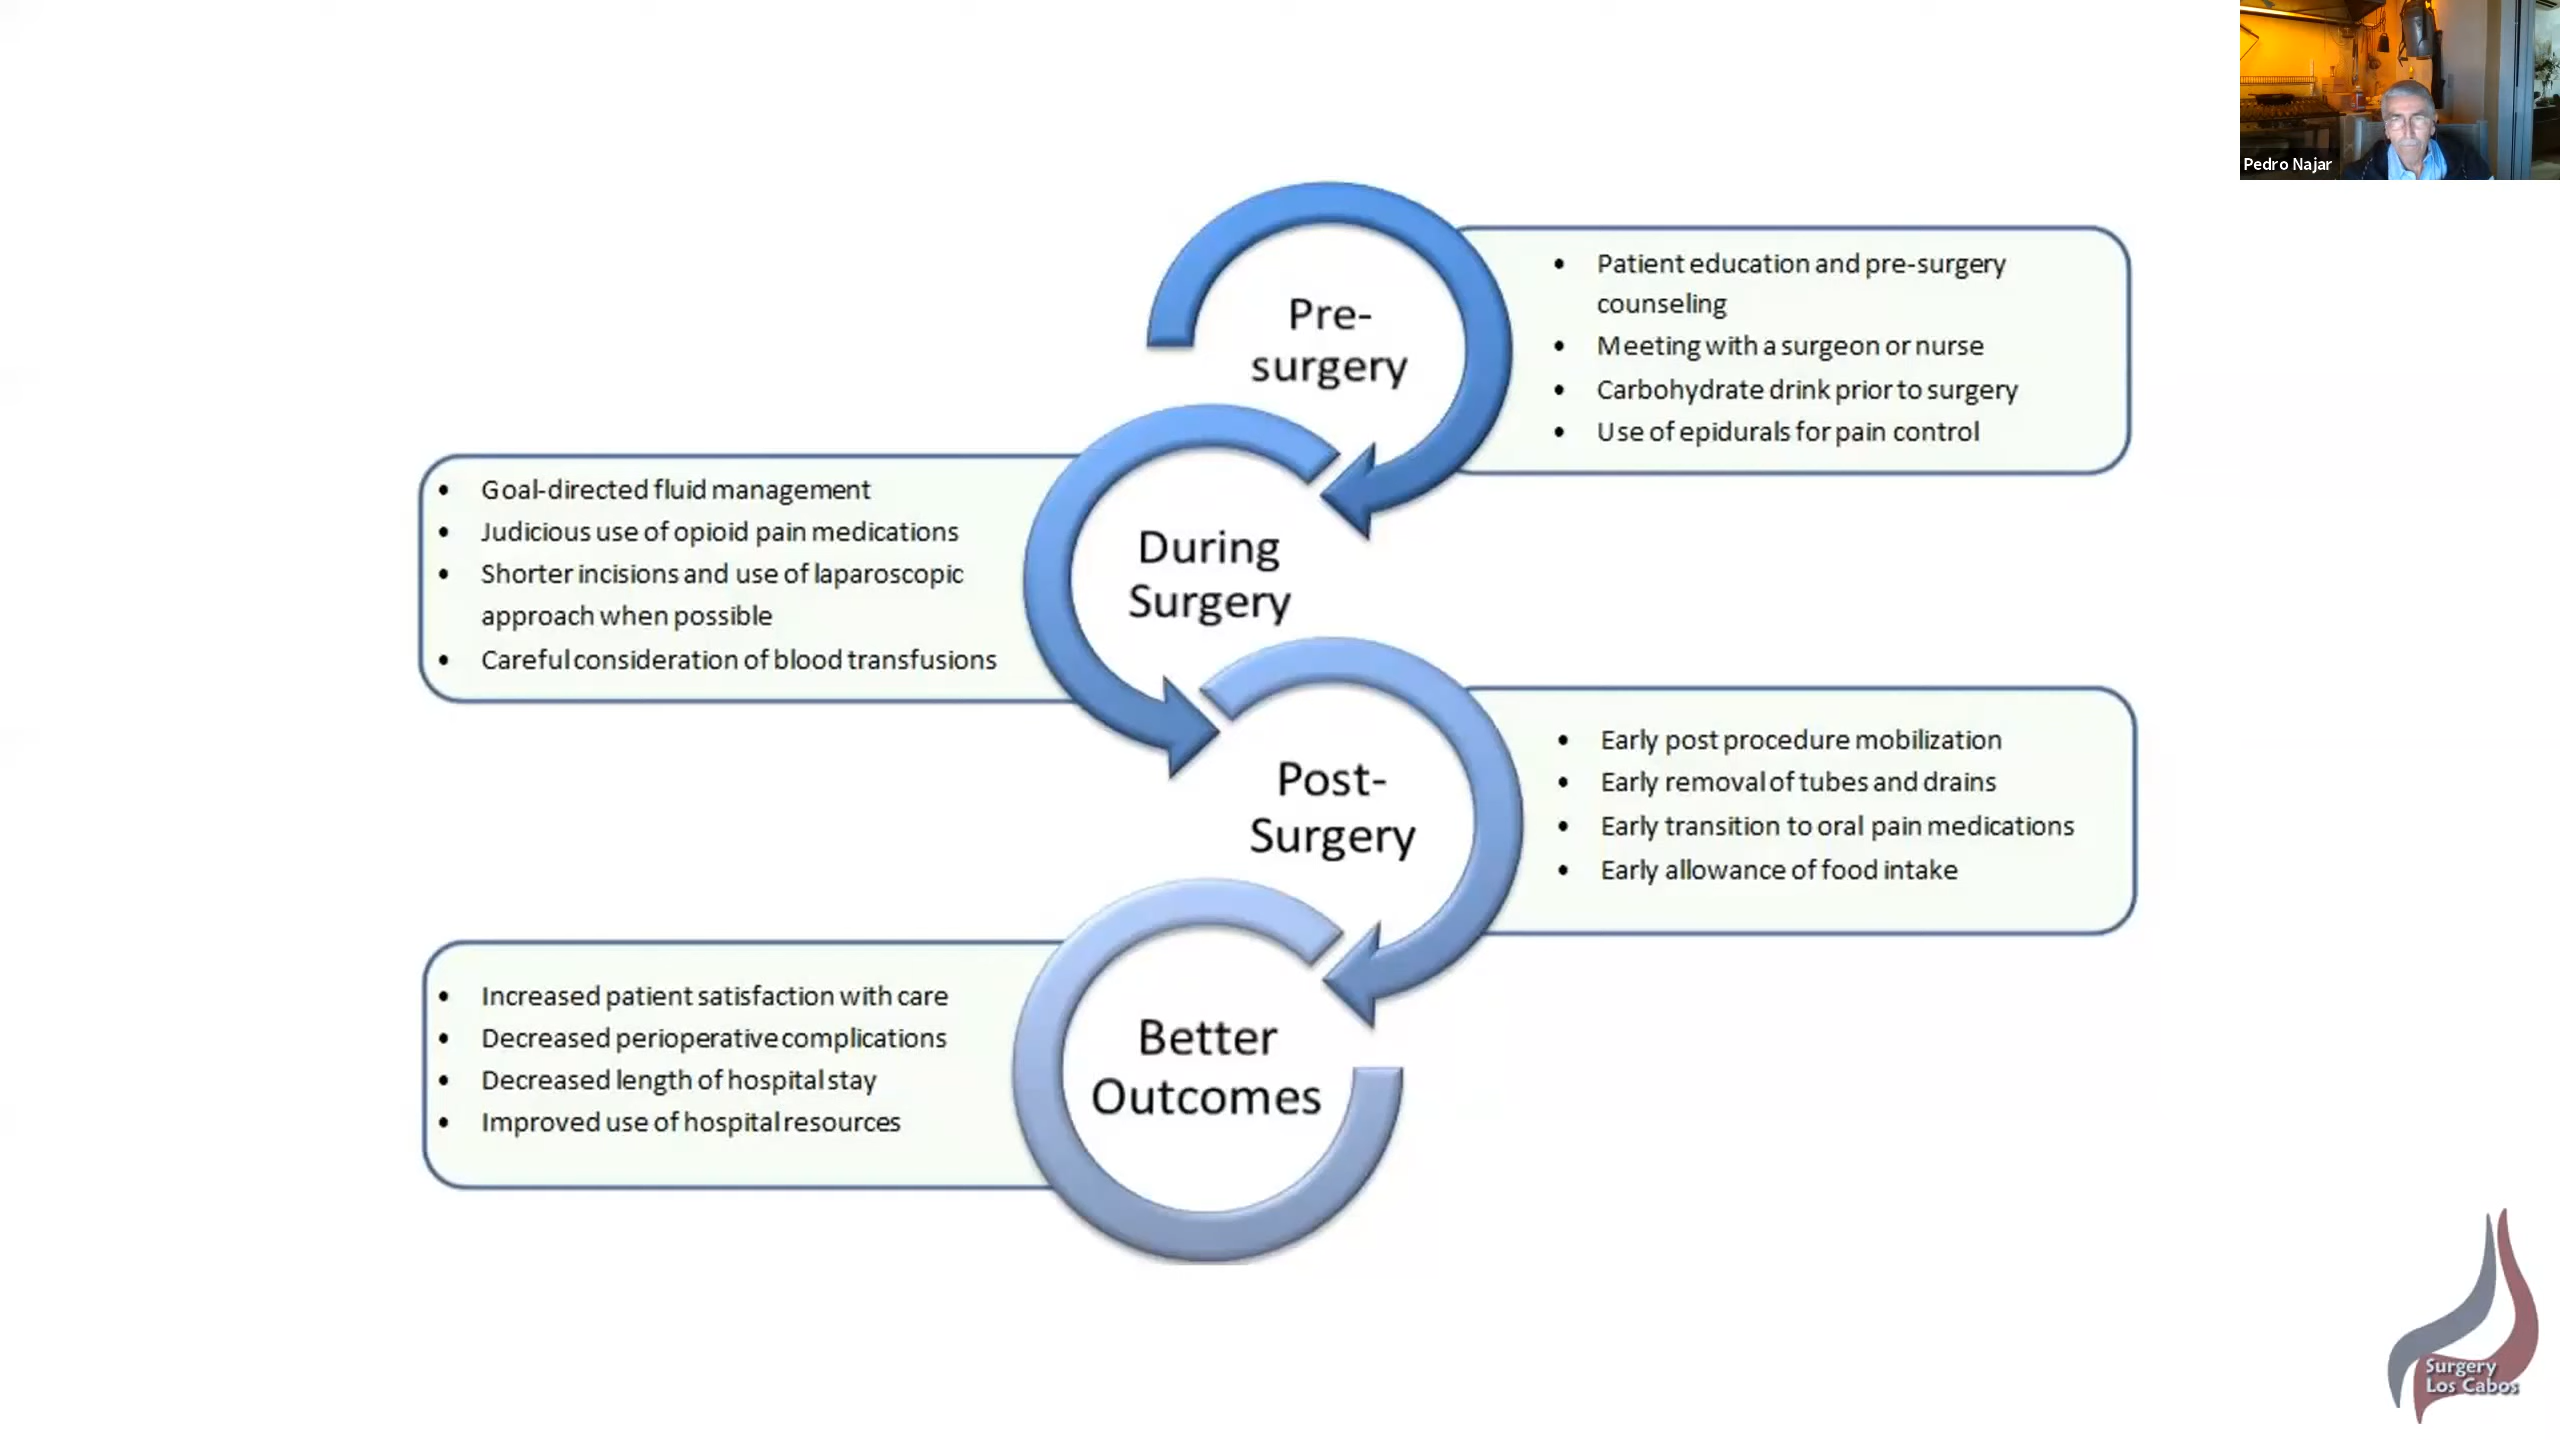 Pedro Najar
Pre-
surgery
• Patient education and pre-surgery
counseling
• Meeting with a surgeon or nurse
• Carbohydrate drink prior to surgery
• Use of epidurals for pain control
During
Surgery
• Goal-directed fluid management
• Judicious use of opioid pain medications
• Shorter incisions and use of laparoscopic
approach when possible
• Careful consideration of blood transfusions
Post-
Surgery
• Early post procedure mobilization
• Early removal of tubes and drains
• Early transition to oral pain medications
• Early allowance of food intake
Better
Outcomes
• Increased patient satisfaction with care
• Decreased perioperative complications
• Decreased length of hospital stay
• Improved use of hospital resources
Surgery
Los Cabos